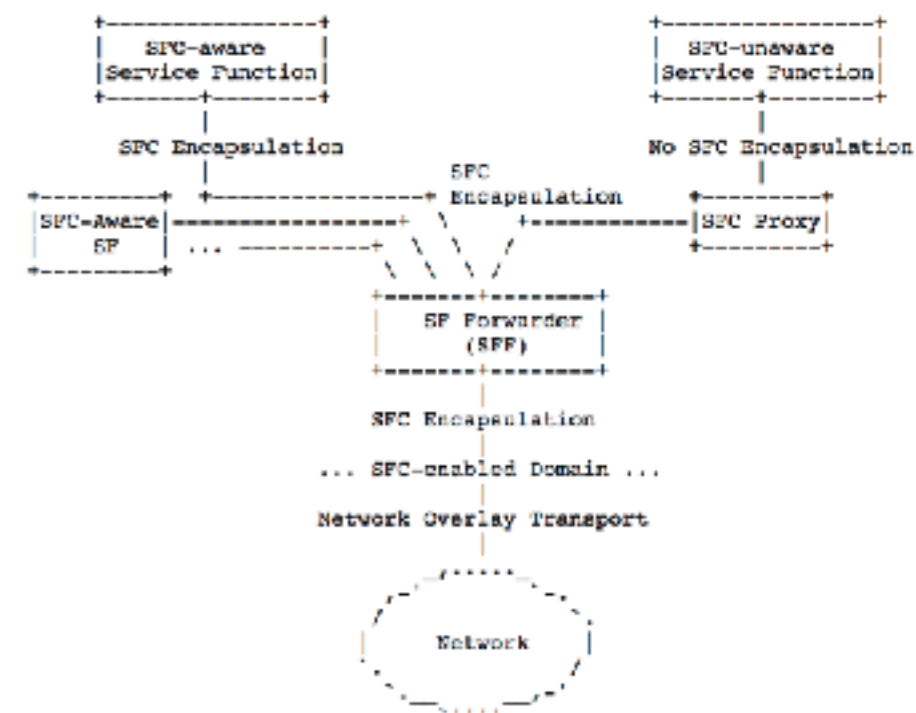 SFC-aware
Service Function
SFC-unaware
Service Function
SFC Encapsulation
No SFC Encapsulation
SFC
Encapsulation
SFC-Aware
SF
...
SFC Proxy
SF Forwarder
(SFF)
SFC Encapsulation
... SFC-enabled Domain ...
Network Overlay Transport
Network